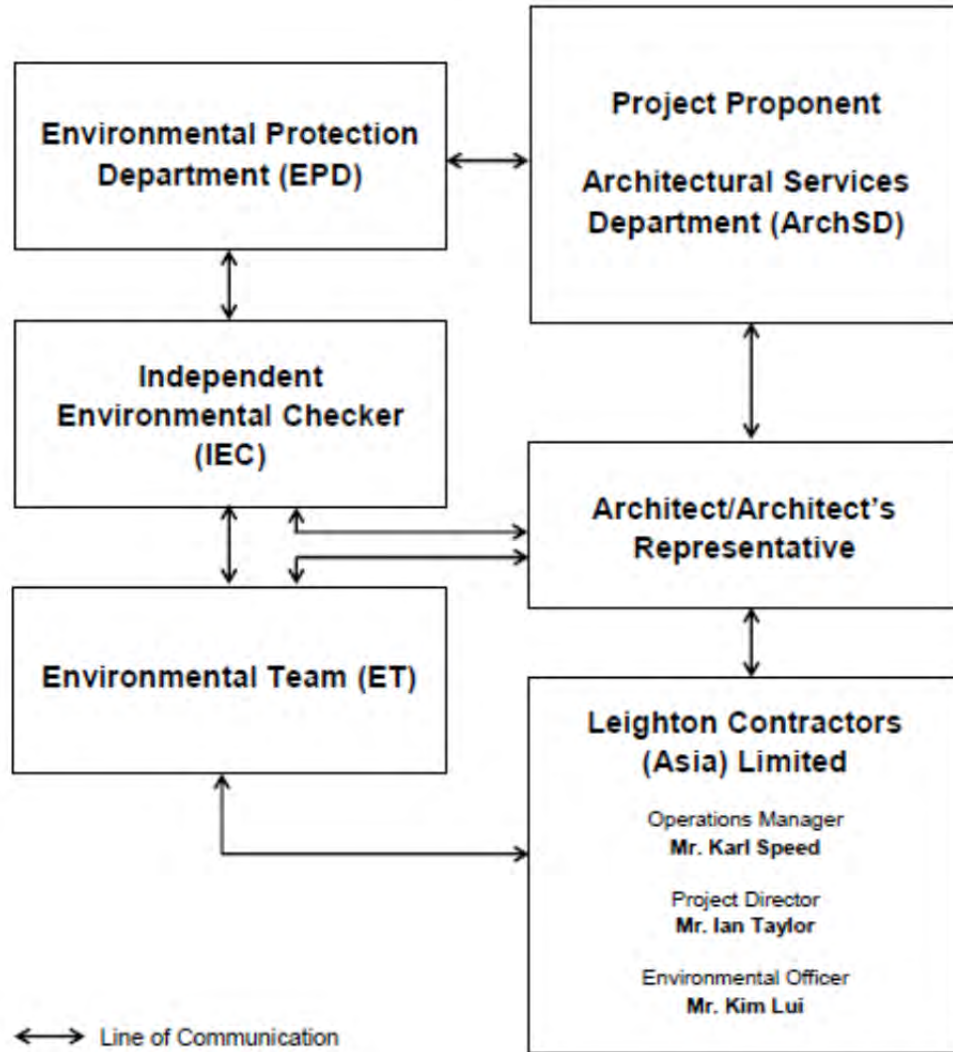 Environmental Protection
Department (EPD)
Project Proponent
Architectural Services
Department (ArchSD)
Independent
Environmental Checker
(IEC)
Architect/Architect's
Representative
Environmental Team (ET)
Leighton Contractors
(Asia) Limited
Operations Manager
Mr. Karl Speed
Project Director
Mr. Ian Taylor
Environmental Officer
Mr. Kim Lui
Line of Communication